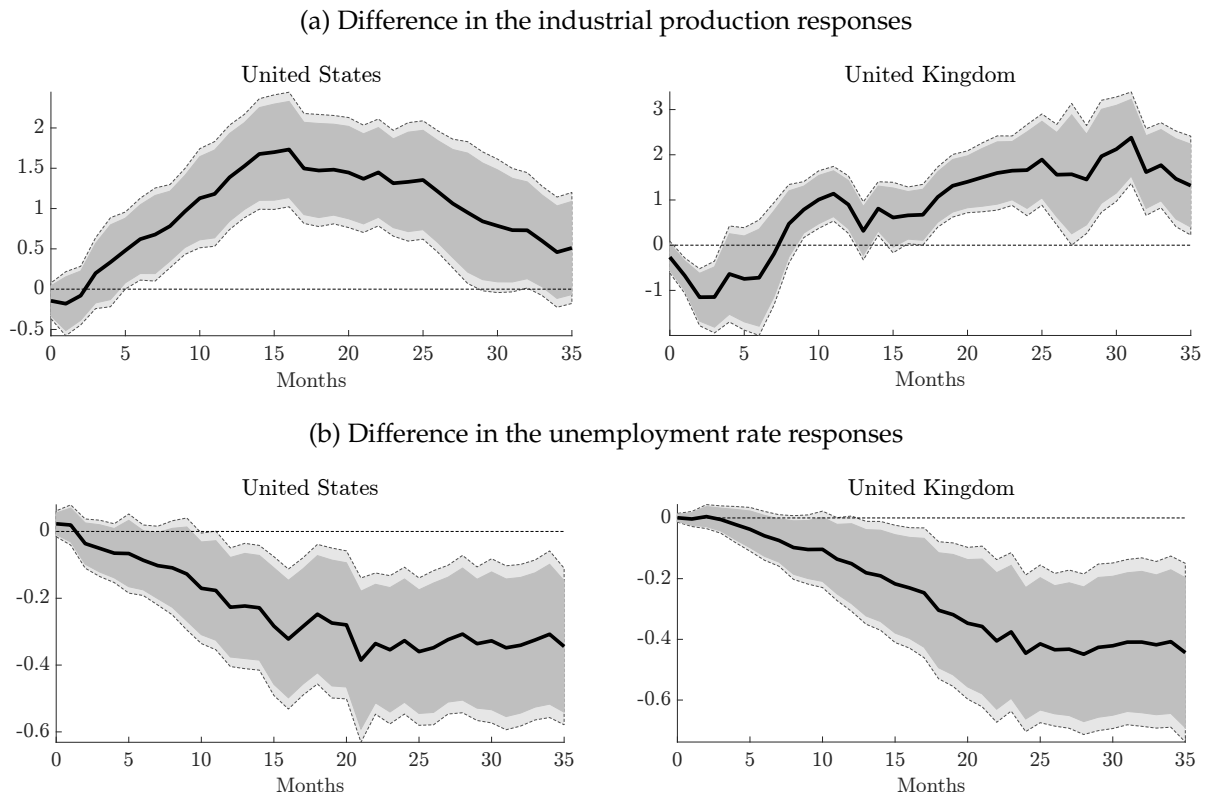 (a) Difference in the industrial production responses
United States
2
1.5
1
0.5
0
-0.5
0 5 10 15 20 25 30 35
Months
United Kingdom
3
2
1
0
-1
0 5 10 15 20 25 30 35
Months
(b) Difference in the unemployment rate responses
United States
0
-0.2
-0.4
-0.6
0 5 10 15 20 25 30 35
Months
United Kingdom
0
-0.2
-0.4
-0.6
0 5 10 15 20 25 30 35
Months